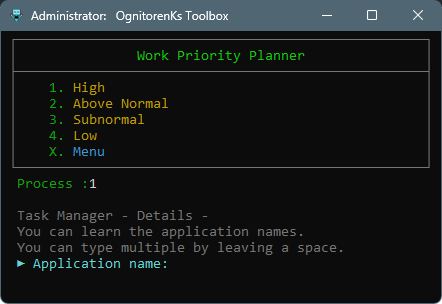 Administrator: OgnitorenKs Toolbox
Work Priority Planner
1. High
2. Above Normal
3. Subnormal
4. Low
X. Menu
Process :1
Task Manager - Details -
You can learn the application names.
You can type multiple by leaving a space.
► Application name: